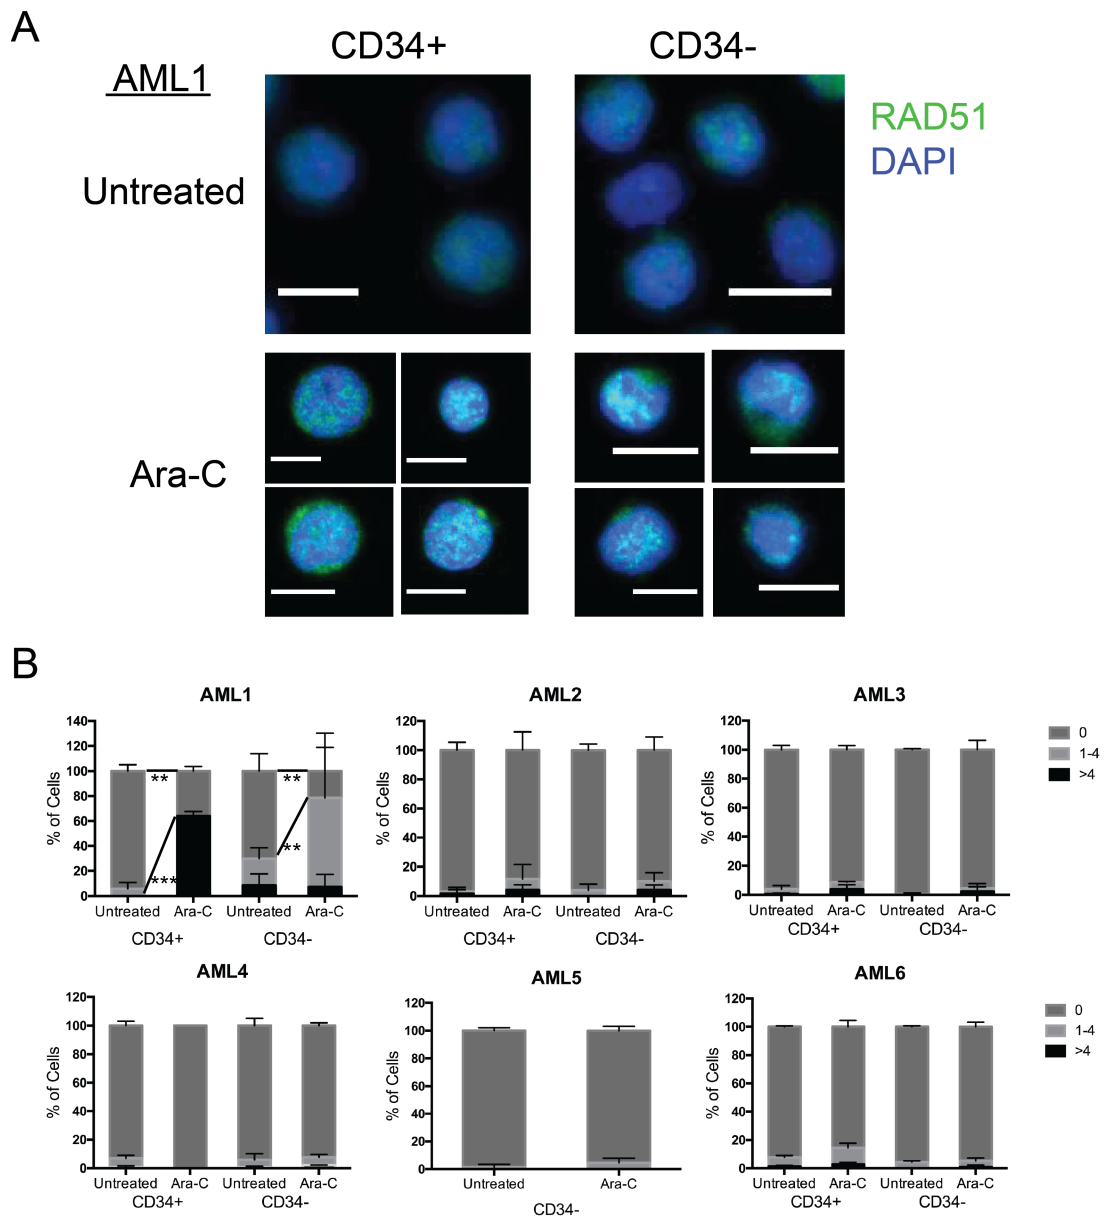 A
CD34+ CD34-
AML1
RAD51
DAPI
Untreated
Ara-C
B
AML1
% of Cells
140
120
100
80
60
40
20
0
**
***
**
**
Untreated Ara-C Untreated Ara-C
CD34+ CD34-
AML2
120
100
80
60
40
20
0
Untreated Ara-C Untreated Ara-C
CD34+ CD34-
AML3
% of Cells
120
100
80
60
40
20
0
Untreated Ara-C Untreated Ara-C
CD34+ CD34-
0
1-4
>4
AML4
% of Cells
120
100
80
60
40
20
0
Untreated Ara-C Untreated Ara-C
CD34+ CD34-
AML5
% of Cells
120
100
80
60
40
20
0
Untreated Ara-C
CD34-
AML6
% of Cells
120
100
80
60
40
20
0
Untreated Ara-C Untreated Ara-C
CD34+ CD34-
0
1-4
>4